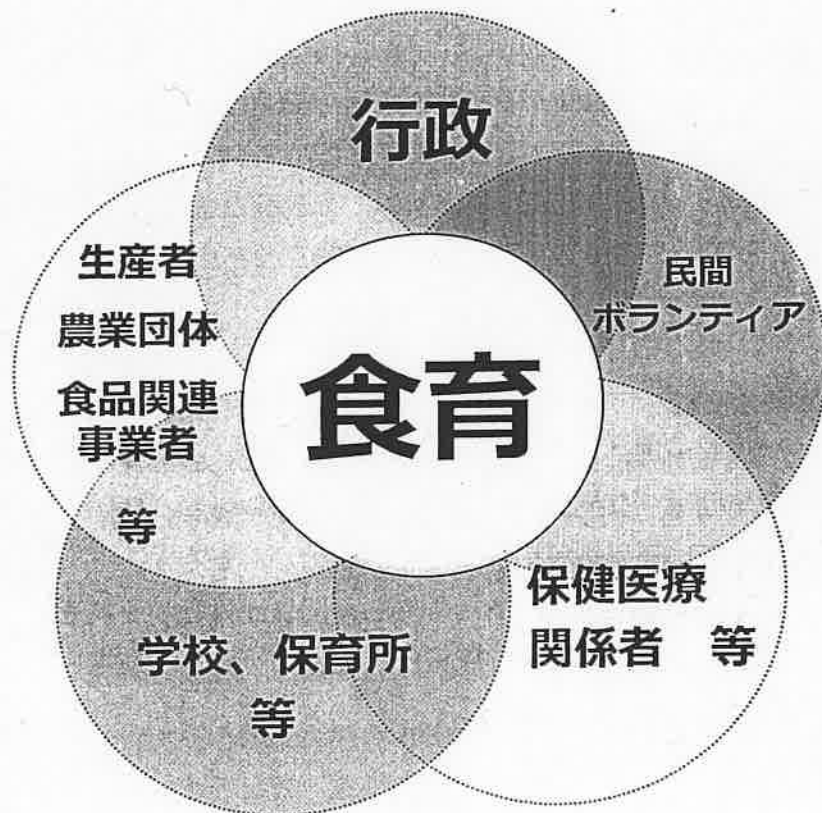 行政
民間
ボランティア
生産者
農業団体
食品関連
事業者
等
食育
保健医療
関係者 等
学校、保育所
等